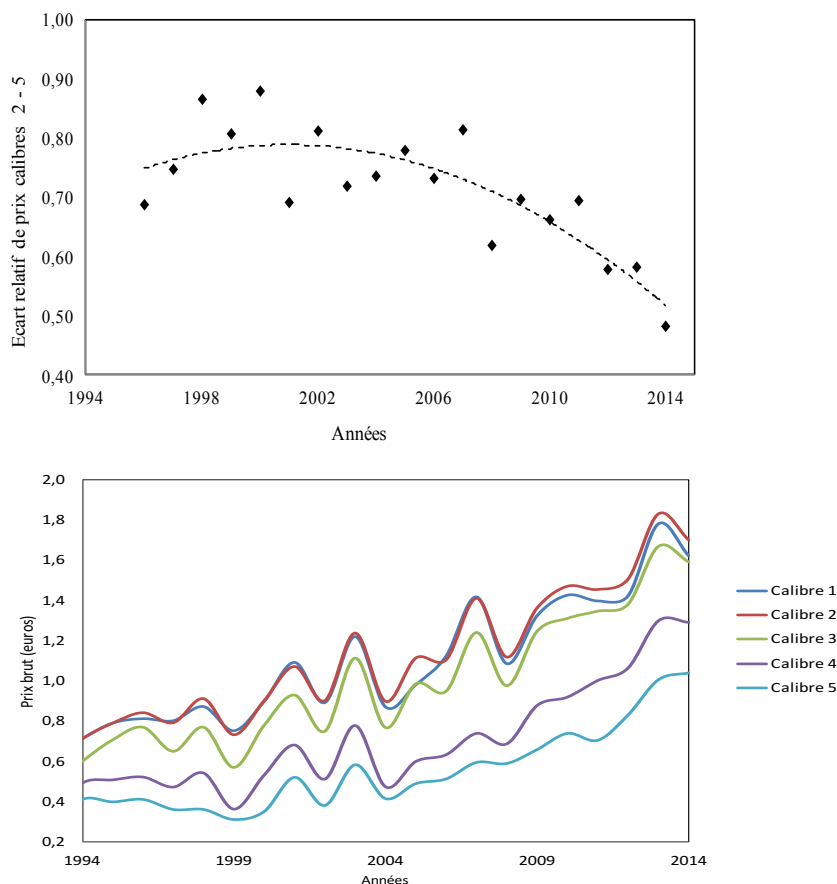 1,00
0,90
0,80
0,70
0,60
0,50
0,40
Ecart relatif de prix calibres 2 - 5
1994 1998 2002 2006 2010 2014
Années
2,0
1,8
1,6
1,4
1,2
1,0
0,8
0,6
0,4
0,2
Prix brut (euros)
1994 1999 2004 2009 2014
Années
Calibre 1
Calibre 2
Calibre 3
Calibre 4
Calibre 5